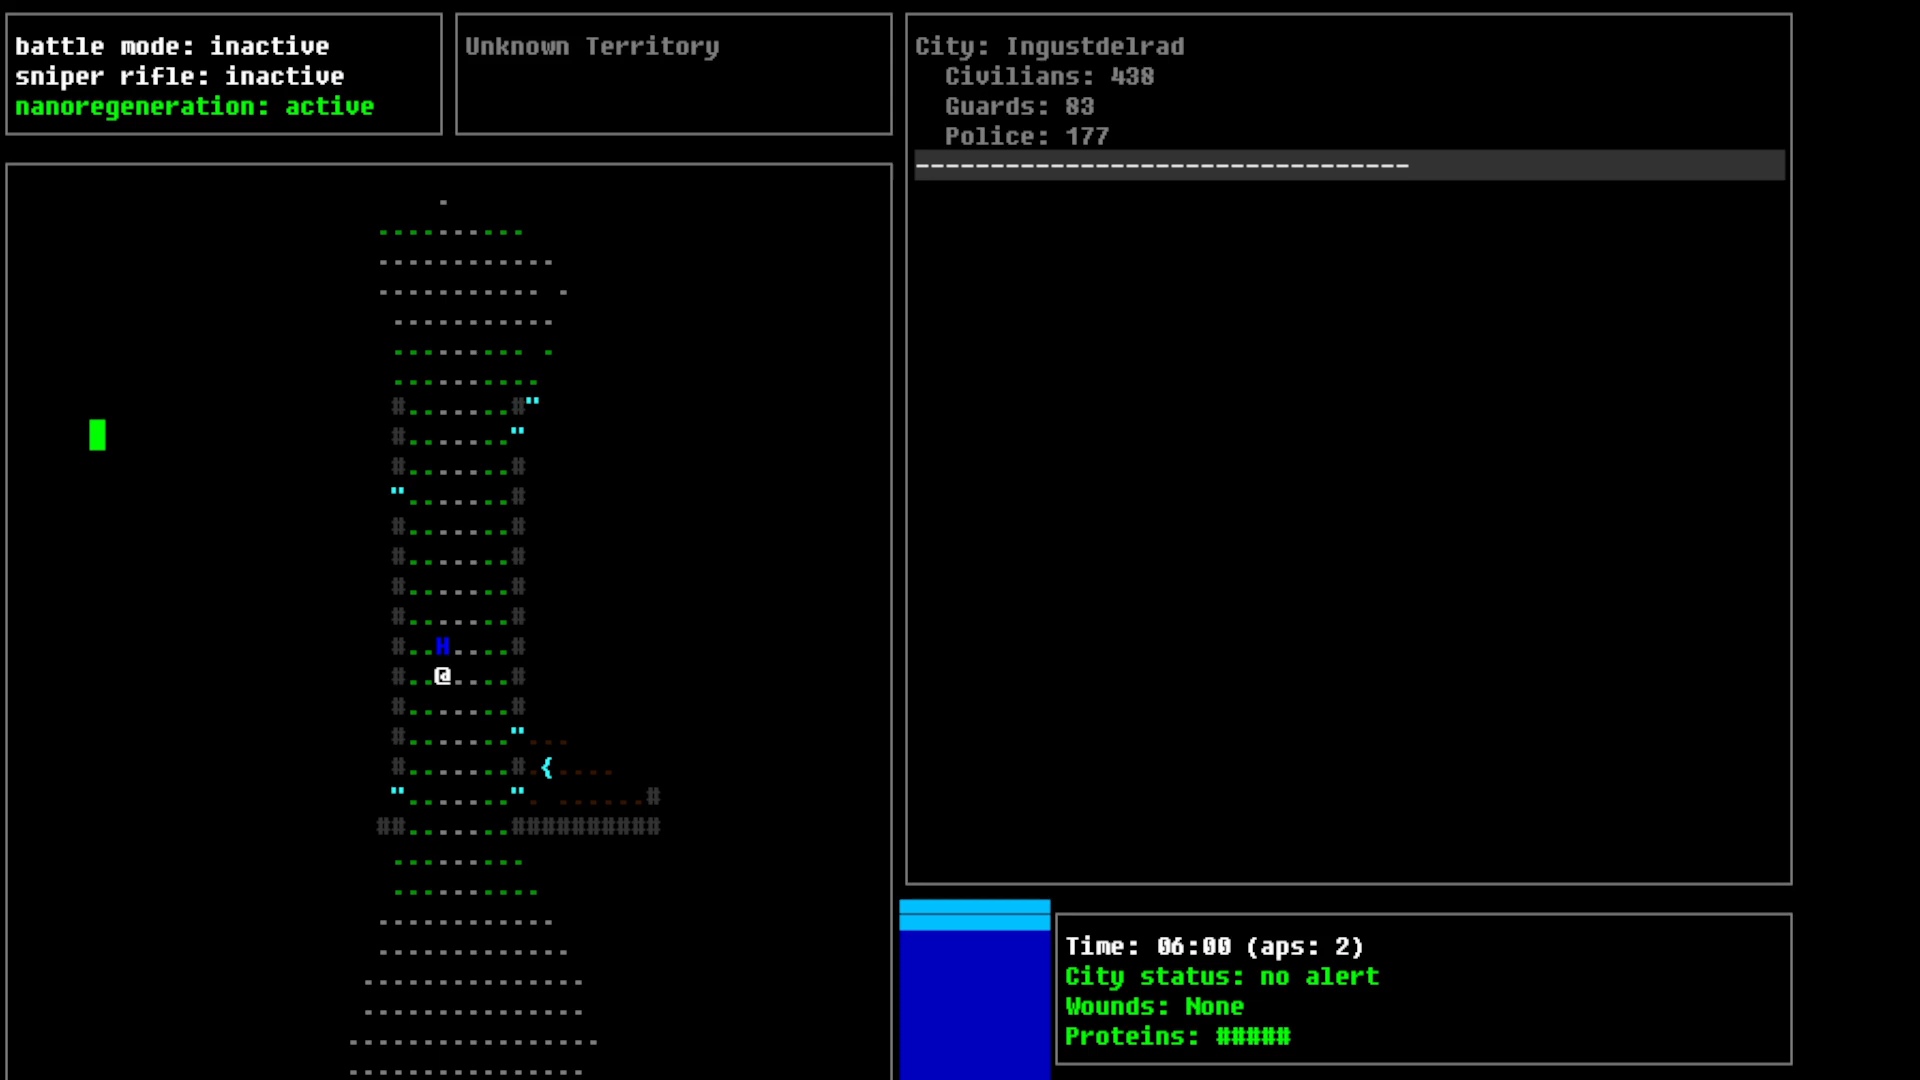 battle mode: inactive
sniper rifle: inactive
nanoregeneration: active
Unknown Territory
City: Ingustdelrad
Civilians: 438
Guards: 83
Police: 177
---------------------------------
H
@
{
Time: 06:00 (aps: 2)
City status: no alert
Wounds: None
Proteins: #####